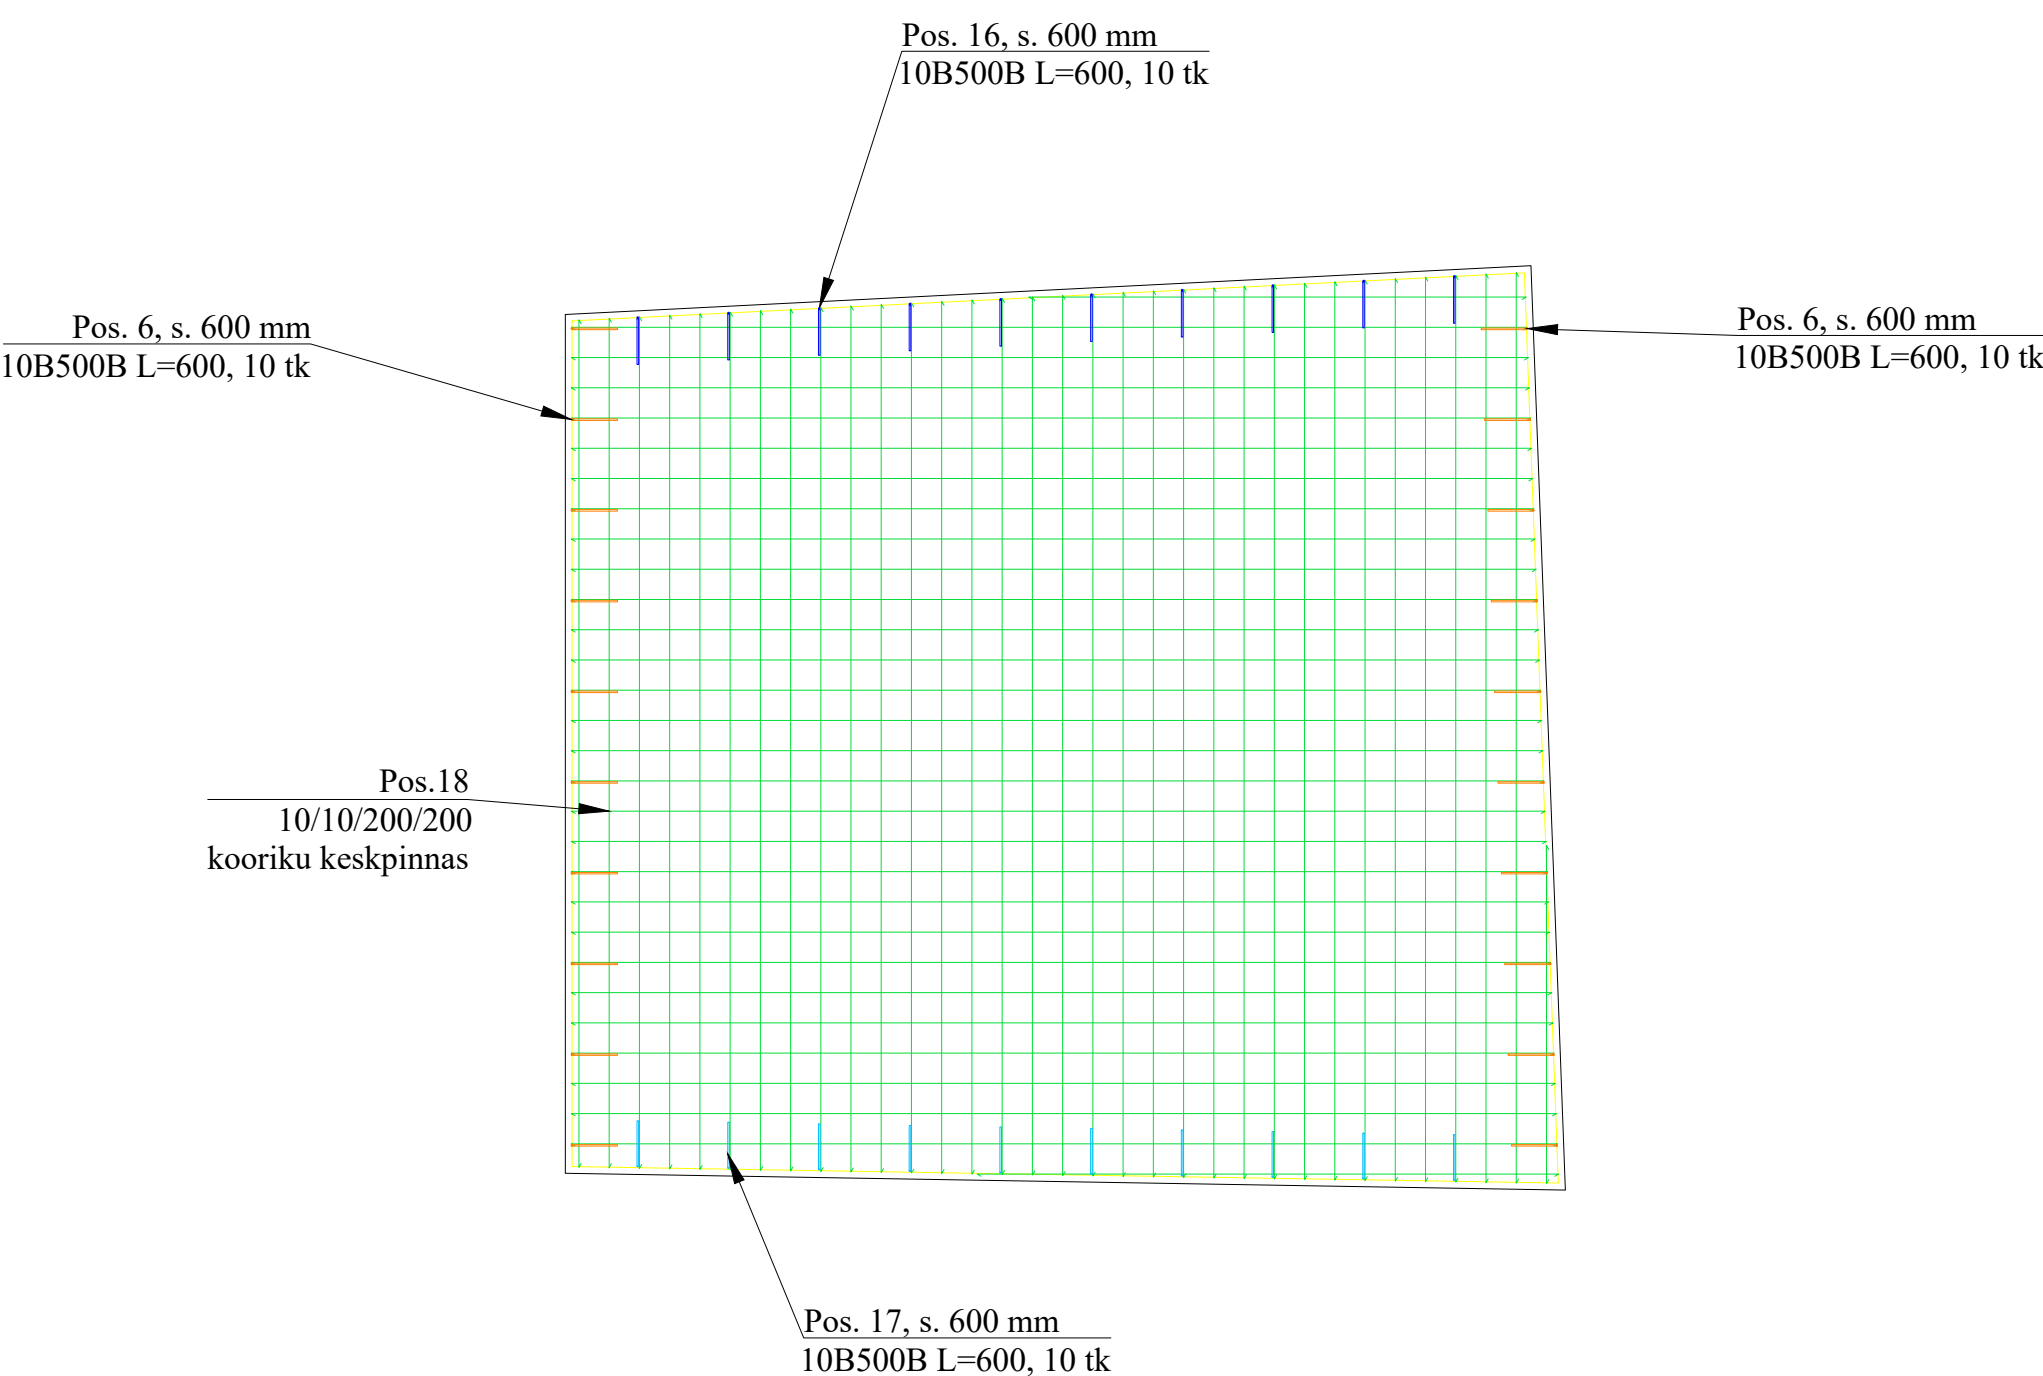 Pos. 16, s. 600 mm
10B500B L=600, 10 tk
Pos. 6, s. 600 mm
10B500B L=600, 10 tk
Pos. 6, s. 600 mm
10B500B L=600, 10 tk
Pos.18
10/10/200/200
kooriku keskpinnas
Pos. 17, s. 600 mm
10B500B L=600, 10 tk